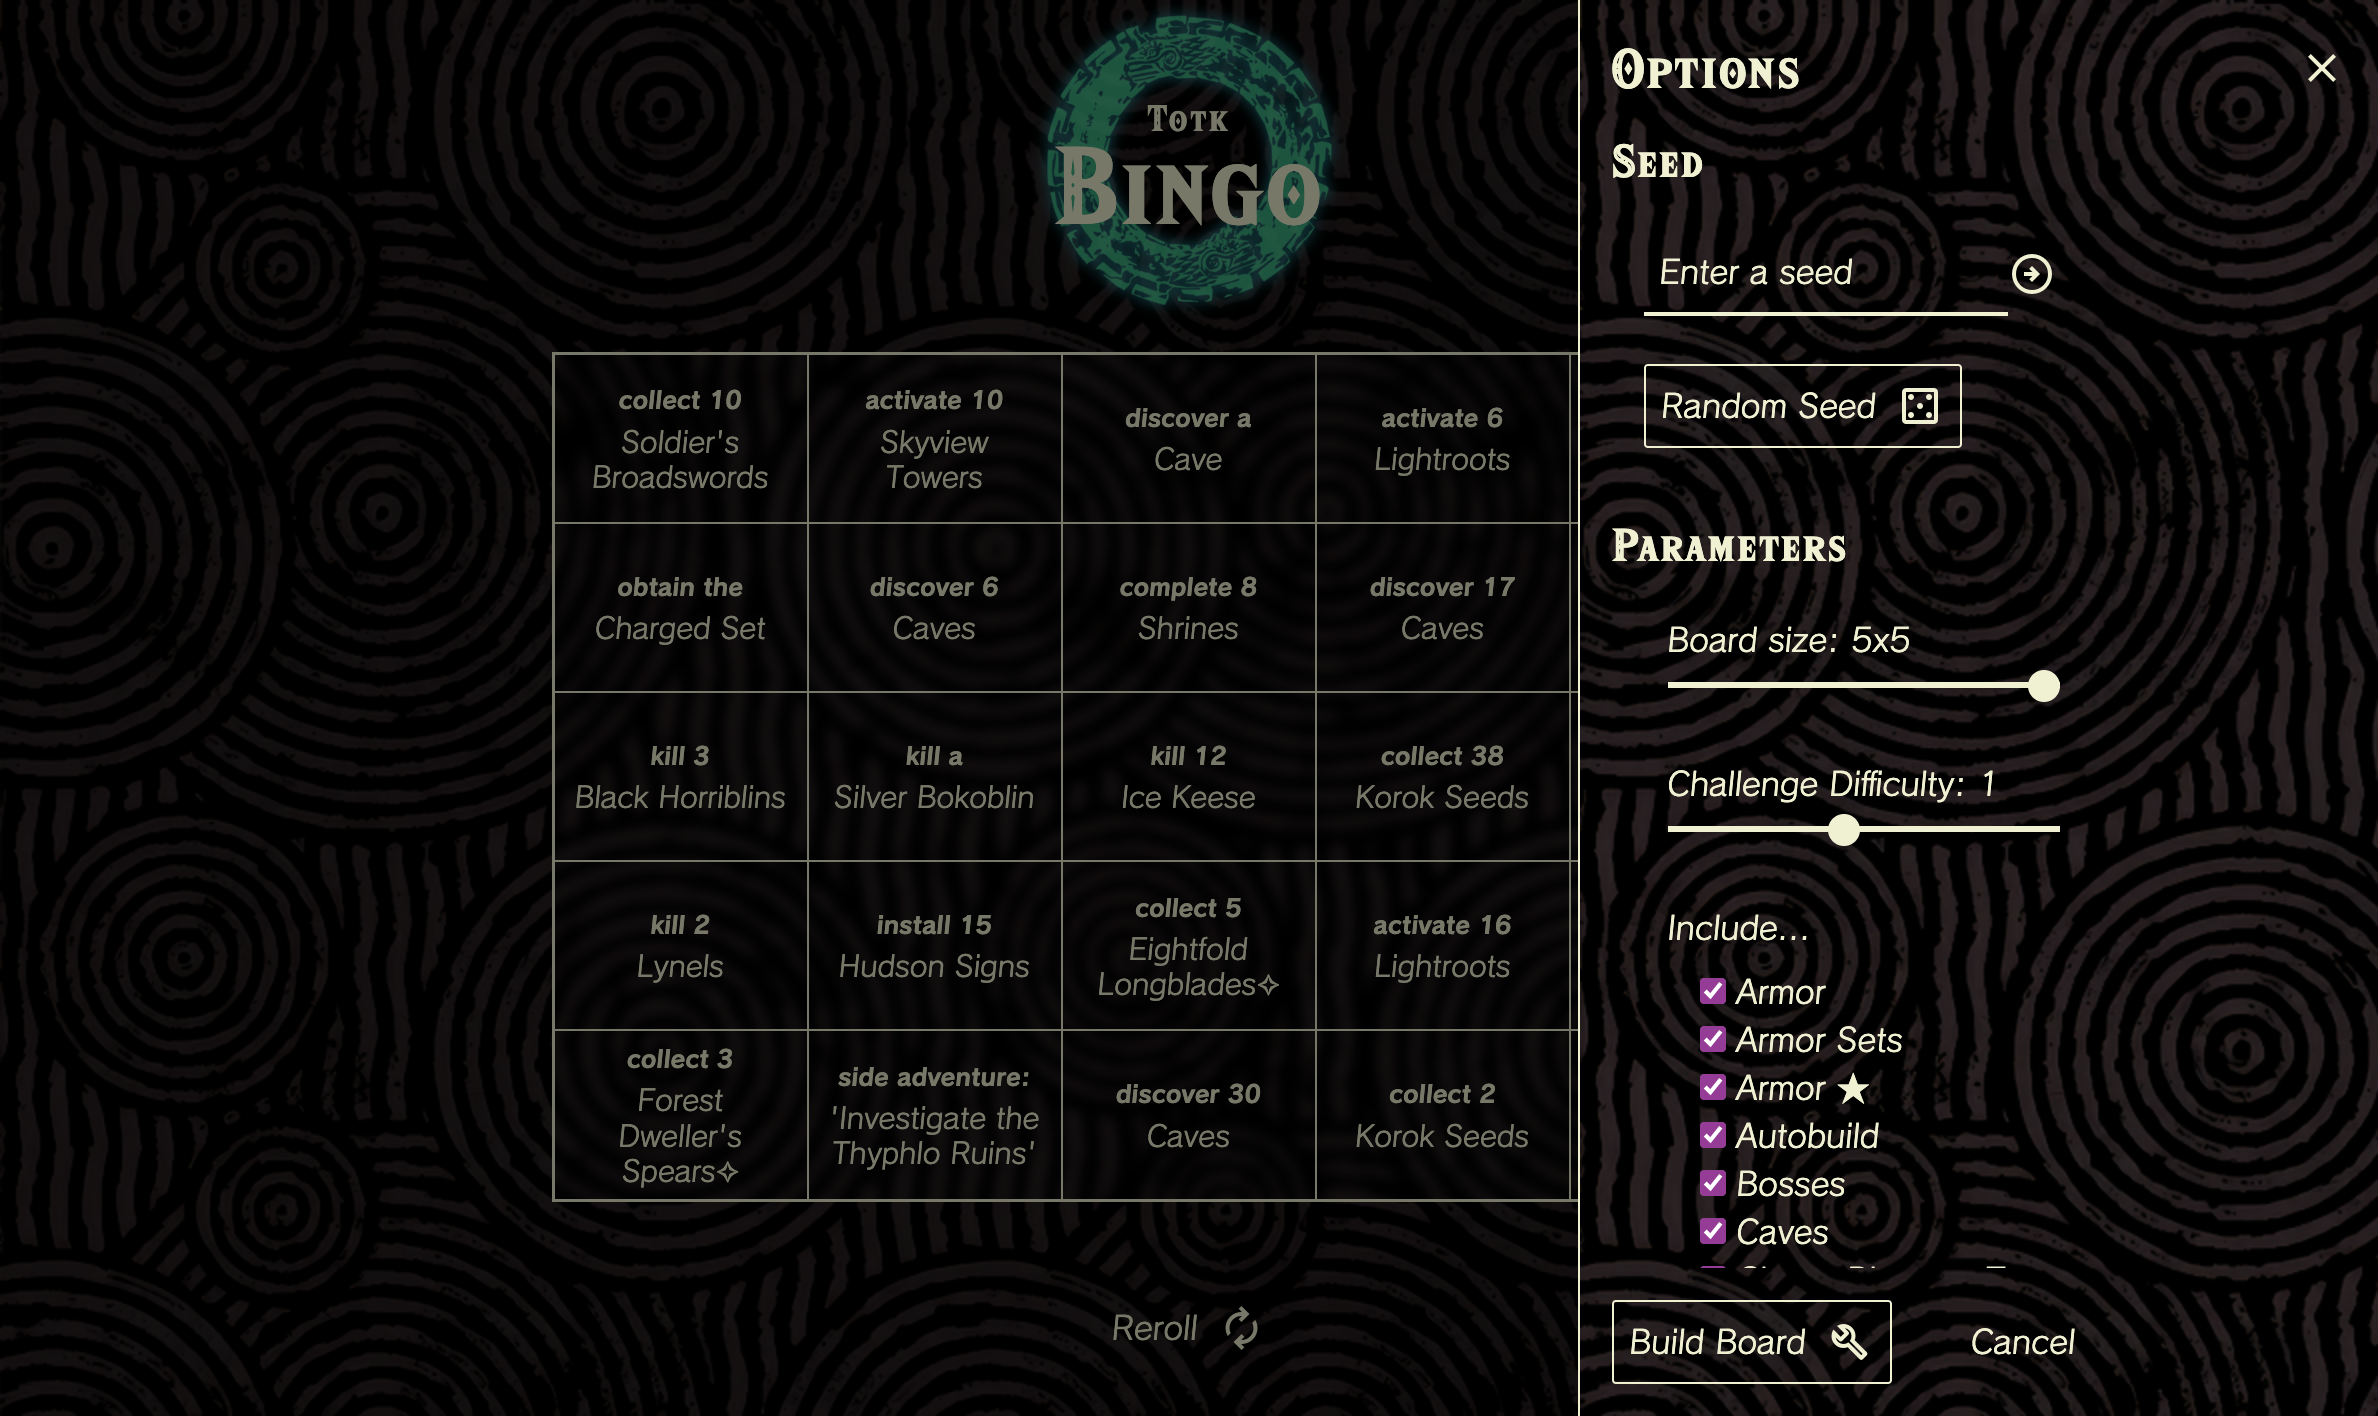 Totk
Bingo
collect 10
Soldier's
Broadswords
activate 10
Skyview
Towers
discover a
Cave
activate 6
Lightroots
obtain the
Charged Set
discover 6
Caves
complete 8
Shrines
discover 17
Caves
kill 3
Black Horriblins
kill a
Silver Bokoblin
kill 12
Ice Keese
collect 38
Korok Seeds
kill 2
Lynels
install 15
Hudson Signs
collect 5
Eightfold
Longblades✧
activate 16
Lightroots
collect 3
Forest
Dweller's
Spears✧
side adventure:
'Investigate the
Thyphlo Ruins'
discover 30
Caves
collect 2
Korok Seeds
Reroll
Options
Seed
Enter a seed
Random Seed
Parameters
Board size: 5x5
Challenge Difficulty: 1
Include...
Armor
Armor Sets
Armor ★
Autobuild
Bosses
Caves
Build Board
Cancel